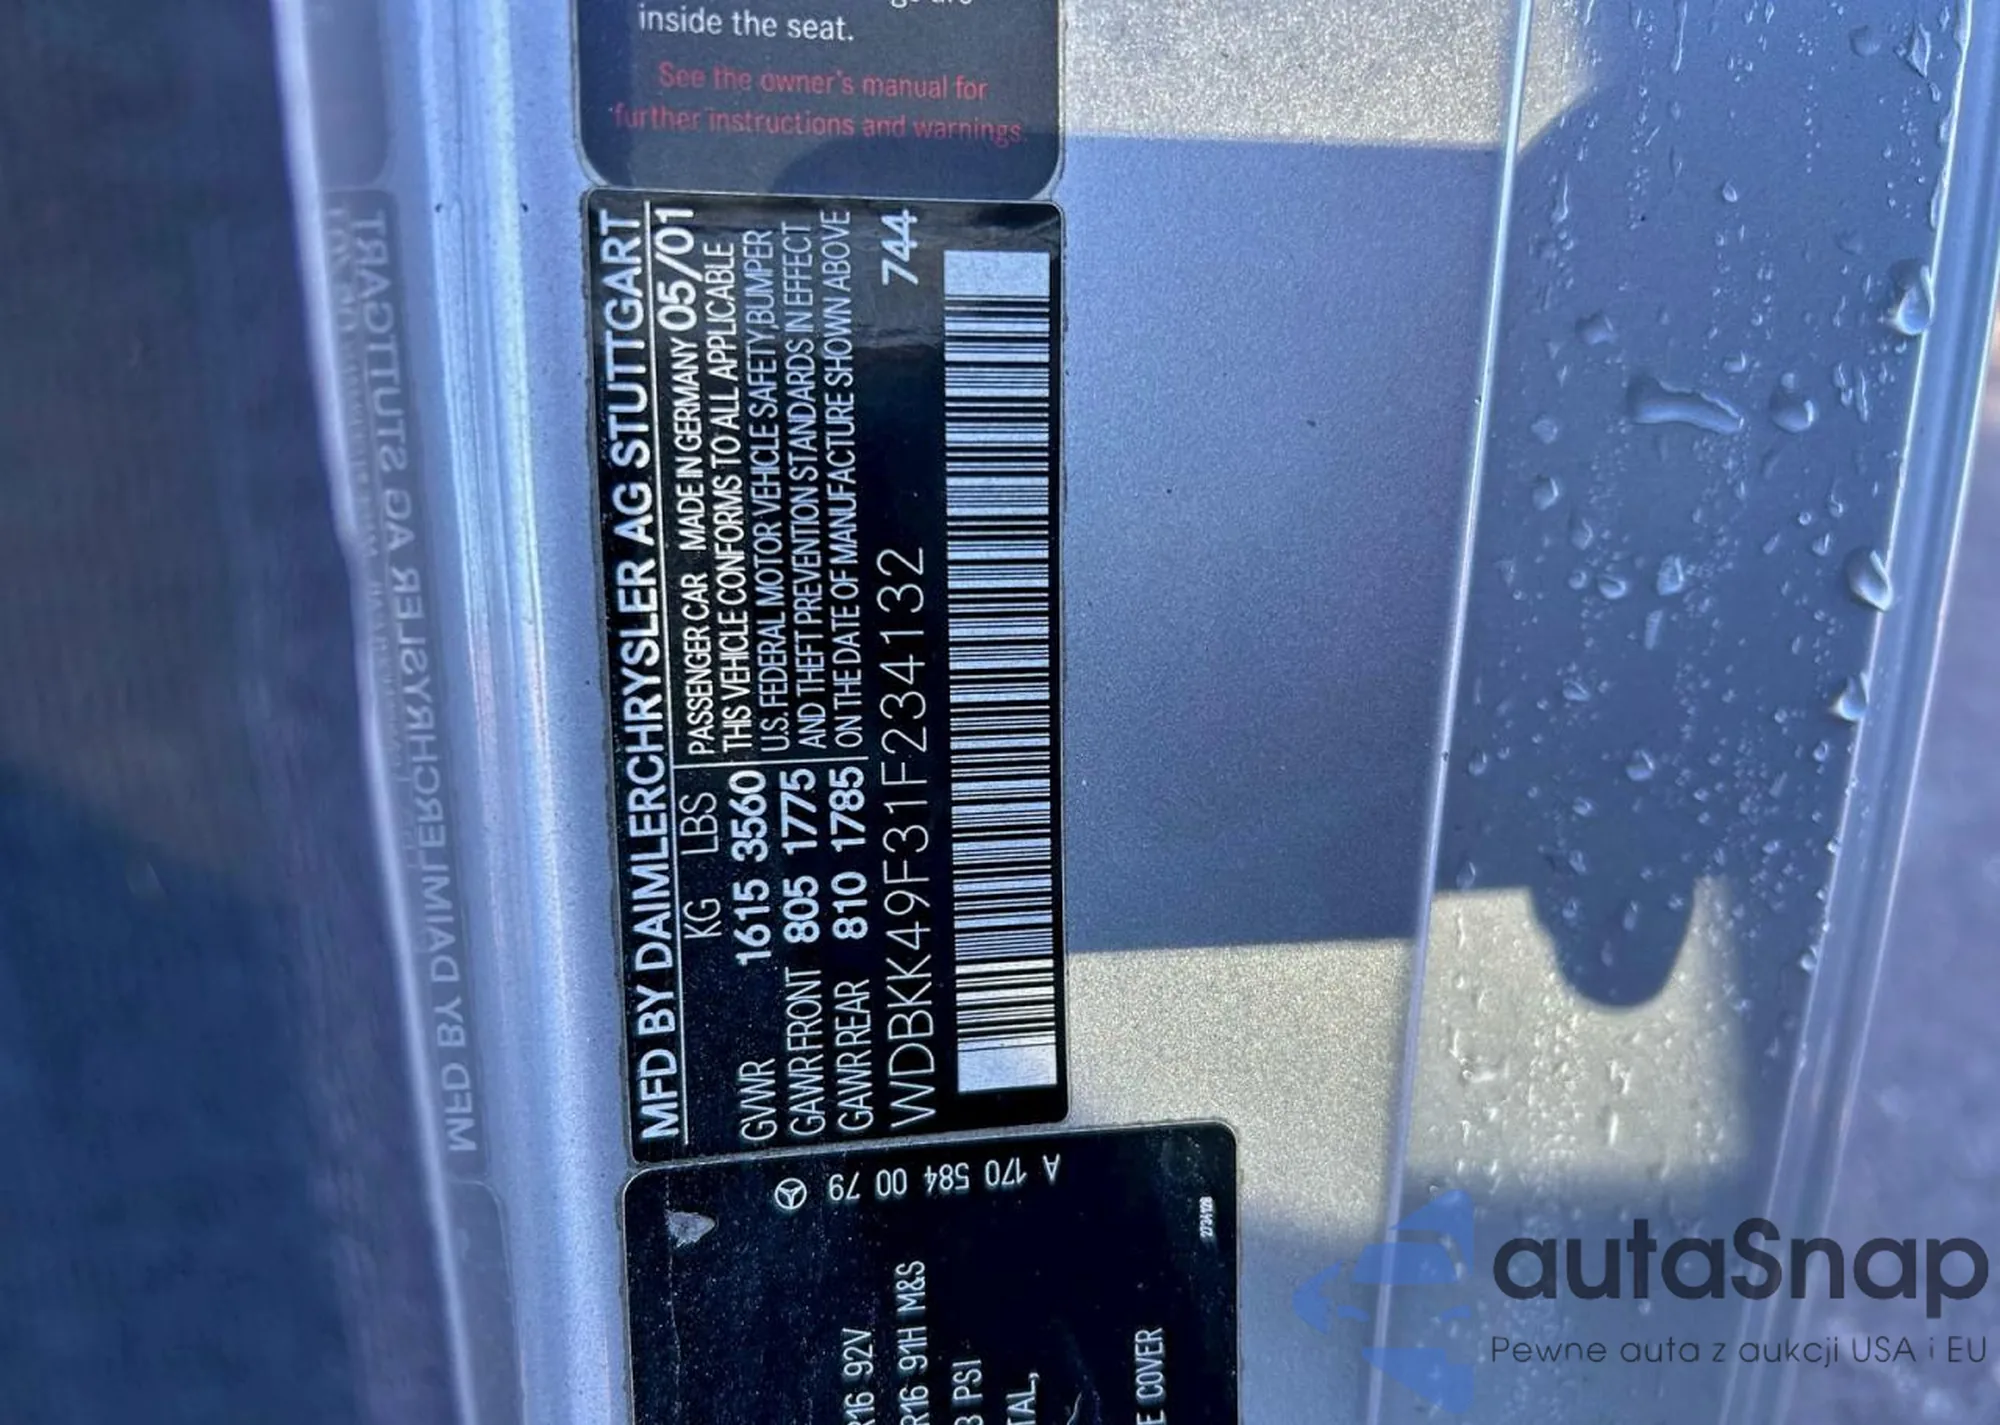 inside the seat.
See the owner's manual for
further instructions and warnings.
MFD BY DAIMLERCHRYSLER AG STUTTGART
KG LBS PASSENGER CAR MADE IN GERMANY 05/01
GVWR 1615 3560 THIS VEHICLE CONFORMS TO ALL APPLICABLE
U.S. FEDERAL MOTOR VEHICLE SAFETY, BUMPER
GAWR FRONT 805 1775 AND THEFT PREVENTION STANDARDS IN EFFECT
GAWR REAR 810 1785 ON THE DATE OF MANUFACTURE SHOWN ABOVE
WDBKK49F31F234132 744
A 170 584 00 79
R16 92V
R16 91H M&S
PSI
COVER
MFD BY DAIMLERCHRYSLER AG STUTTGART
autaSnap
Pewne auta z aukcji USA i EU